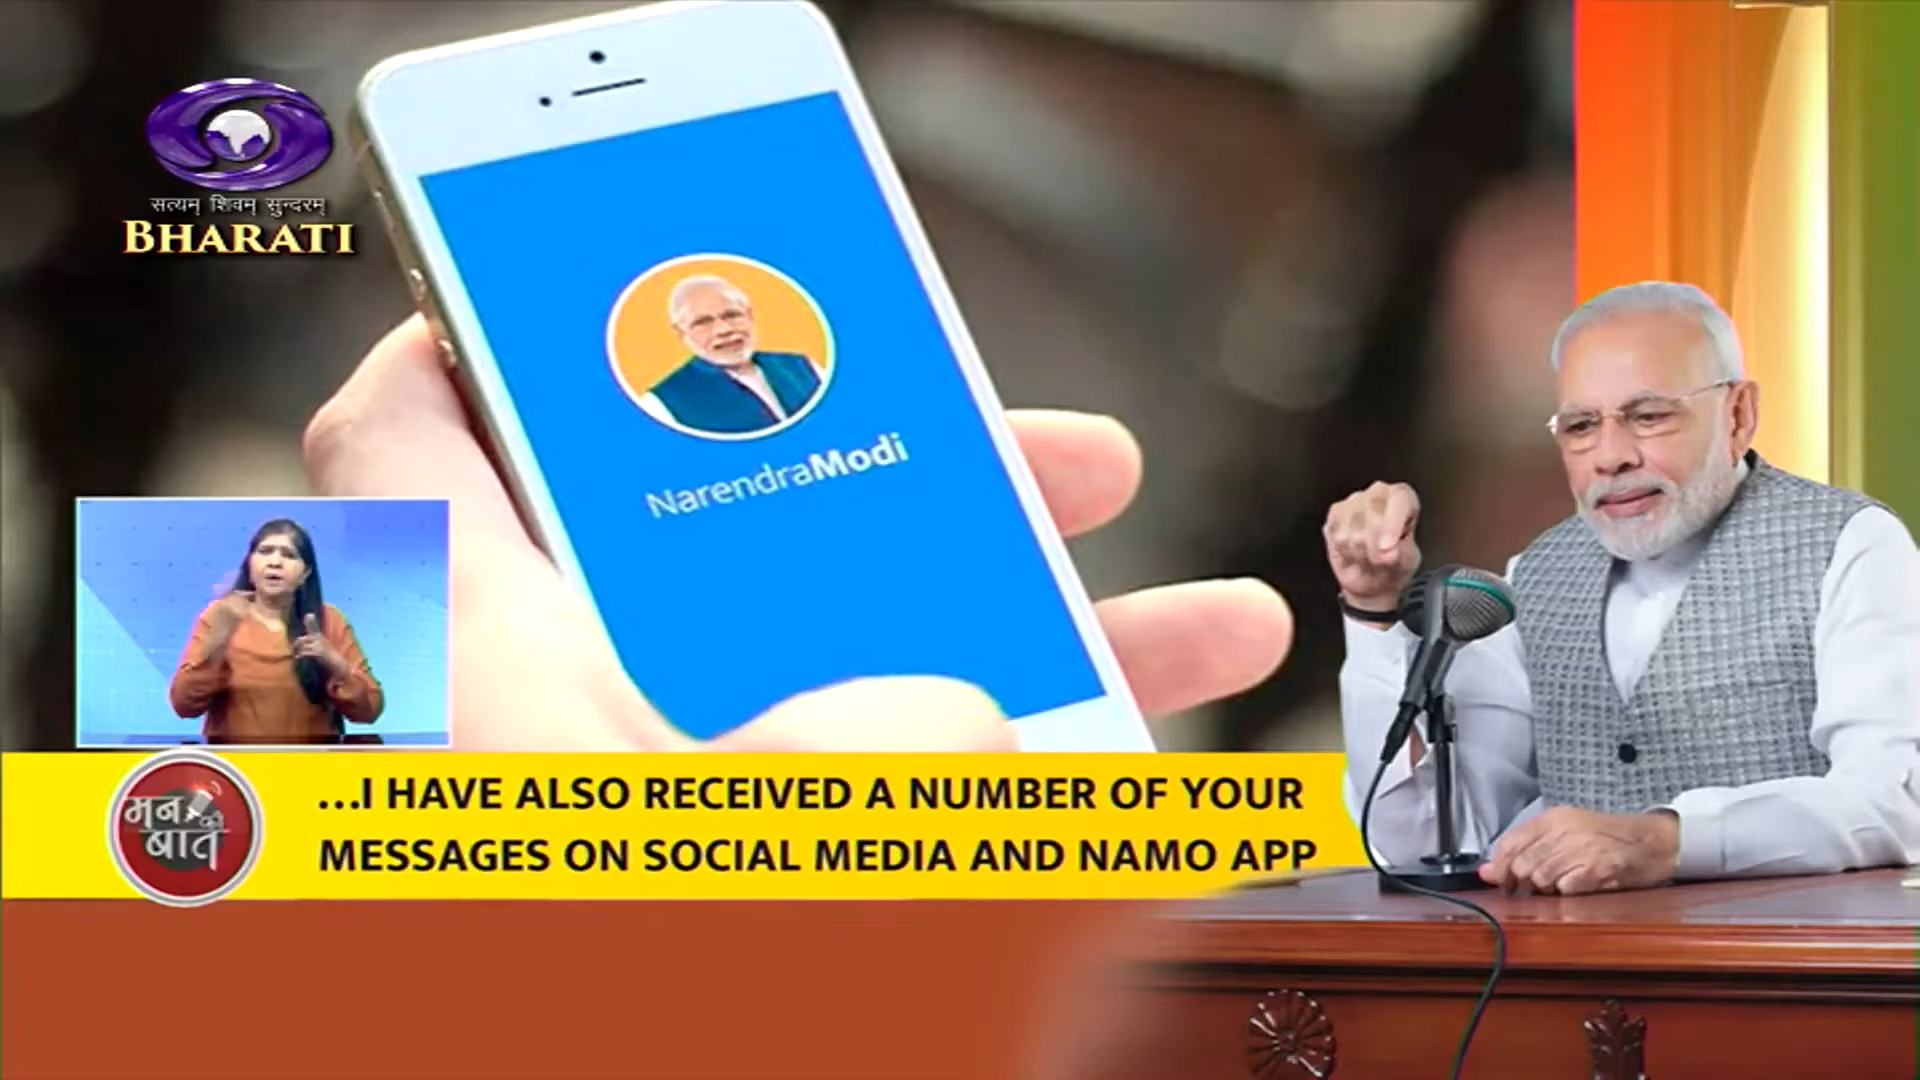 सत्यम् शिवम् सुन्दरम्
BHARATI
NarendraModi
मन की
बात
...I HAVE ALSO RECEIVED A NUMBER OF YOUR
MESSAGES ON SOCIAL MEDIA AND NAMO APP